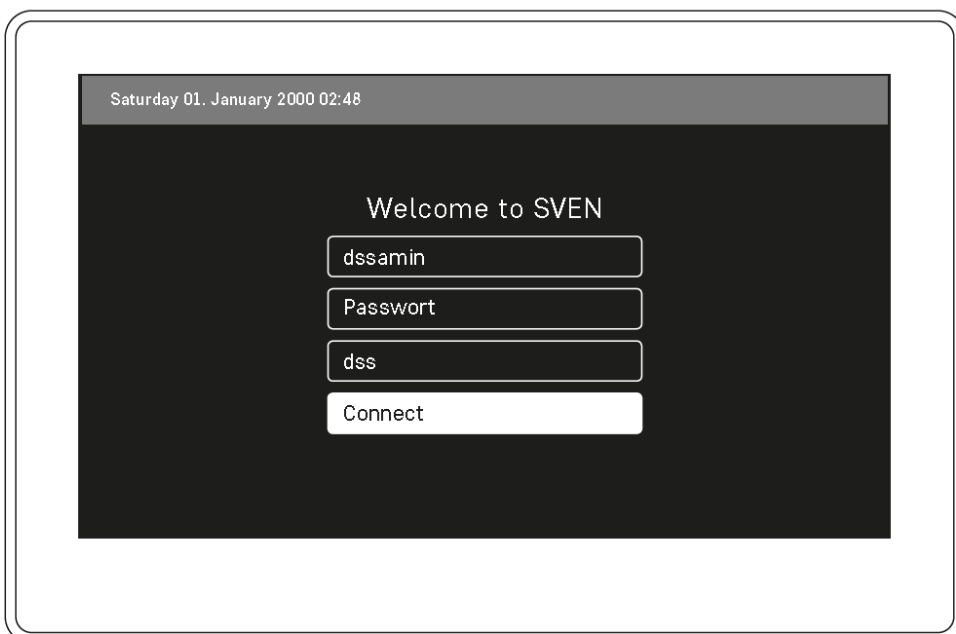 Saturday 01. January 2000 02:48
Welcome to SVEN
dssamin
Passwort
dss
Connect